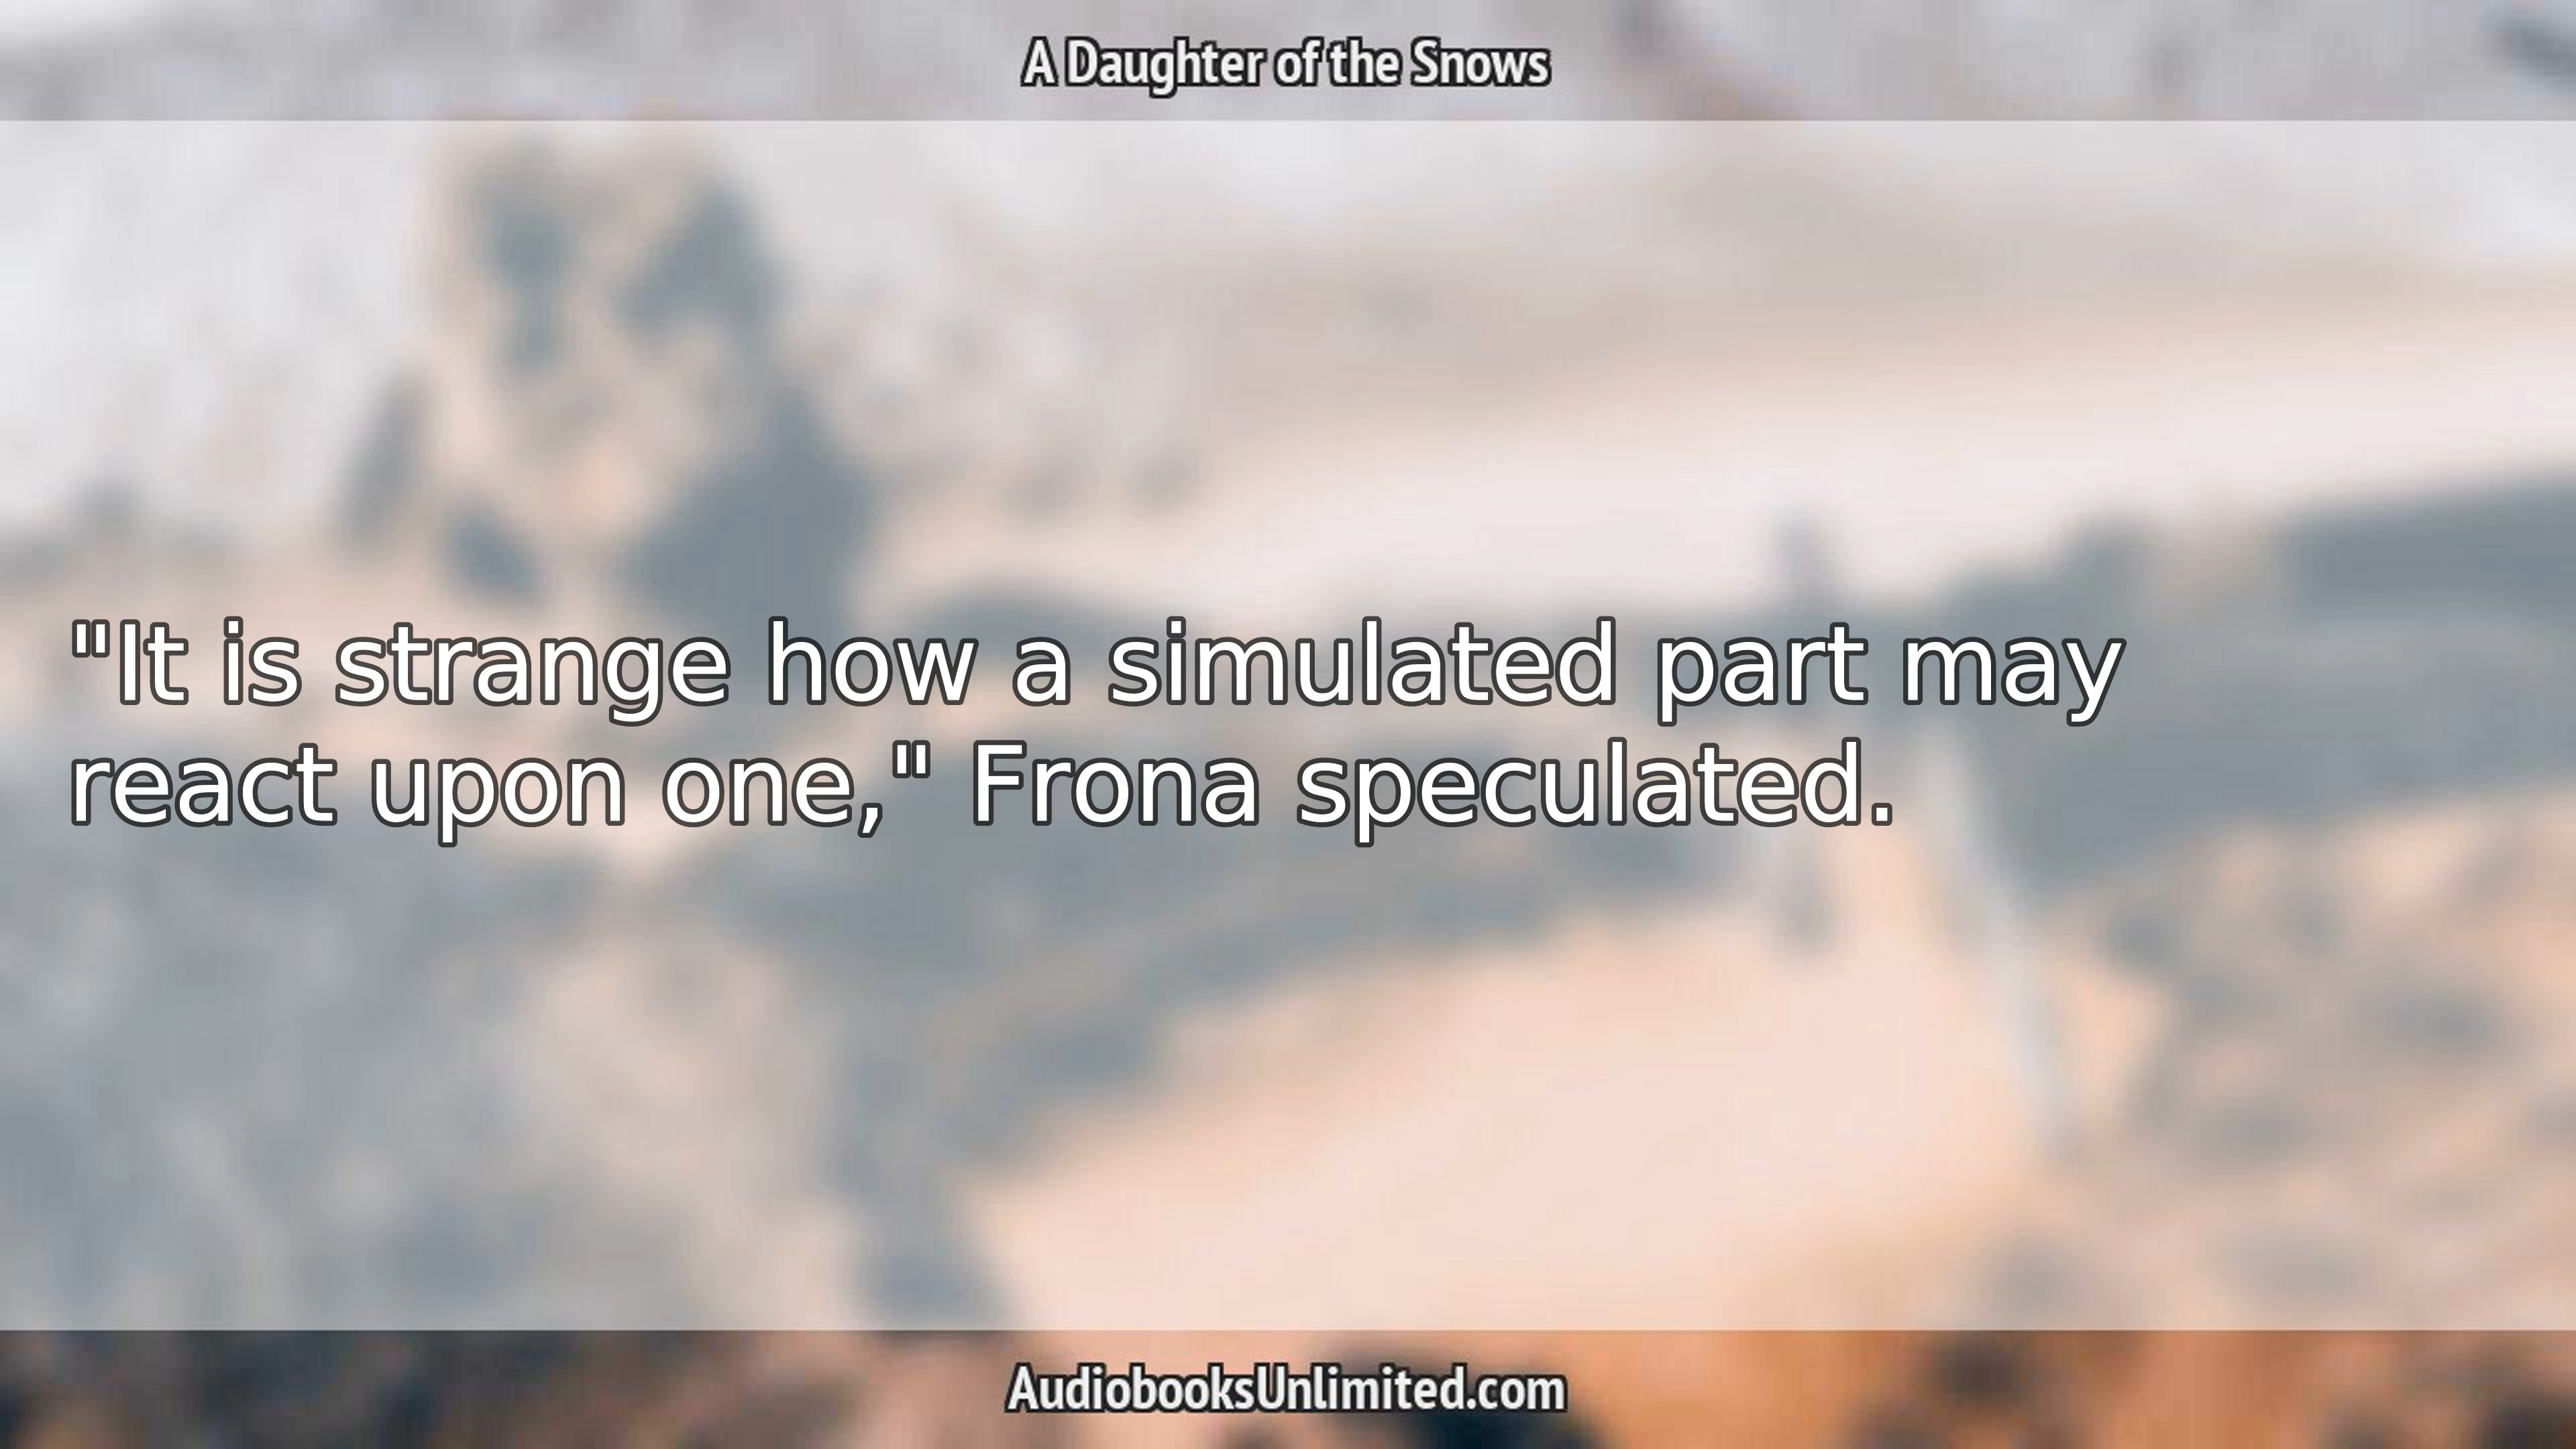 A Daughter of the Snows
"It is strange how a simulated part may
react upon one," Frona speculated.
AudiobooksUnlimited.com